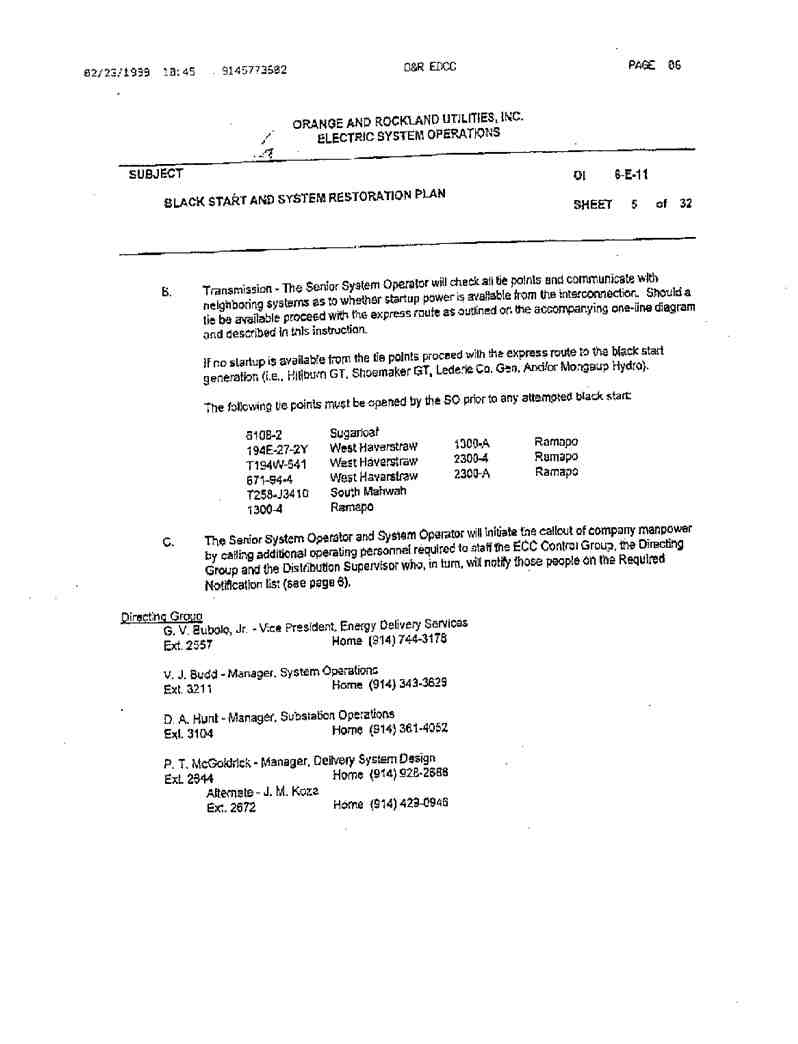 02/23/1999 10:45 9145773582 O&R EDCC PAGE 06
ORANGE AND ROCKLAND UTILITIES, INC.
ELECTRIC SYSTEM OPERATIONS
SUBJECT
OI 6-E-11
BLACK START AND SYSTEM RESTORATION PLAN
SHEET 5 of 32
B. Transmission - The Senior System Operator will check all tie points and communicate with
neighboring systems as to whether startup power is available from the interconnection. Should a
tie be available proceed with the express route as outlined on the accompanying one-line diagram
and described in this instruction.
If no startup is available from the tie points proceed with the express route to the black start
generation (i.e., Hillburn GT, Shoemaker GT, Lederle Co. Gen, And/or Mongaup Hydro).
The following tie points must be opened by the SO prior to any attempted black start:
610B-2 Sugarloaf
194E-27-2Y West Haverstraw 1300-A Ramapo
T194W-541 West Haverstraw 2300-4 Ramapo
671-94-4 West Haverstraw 2300-A Ramapo
T258-J3410 South Mahwah
1300-4 Ramapo
C. The Senior System Operator and System Operator will initiate the callout of company manpower
by calling additional operating personnel required to staff the ECC Control Group, the Directing
Group and the Distribution Supervisor who, in turn, will notify those people on the Required
Notification list (see page 6).
Directing Group
G. V. Bubolo, Jr. - Vice President, Energy Delivery Services
Ext. 2557 Home (914) 744-3178
V. J. Budd - Manager, System Operations
Ext. 3211 Home (914) 343-3629
D. A. Hunt - Manager, Substation Operations
Ext. 3104 Home (914) 361-4052
P. T. McGoldrick - Manager, Delivery System Design
Ext. 2644 Home (914) 928-2688
Alternate - J. M. Koza
Ext. 2672 Home (914) 429-0946